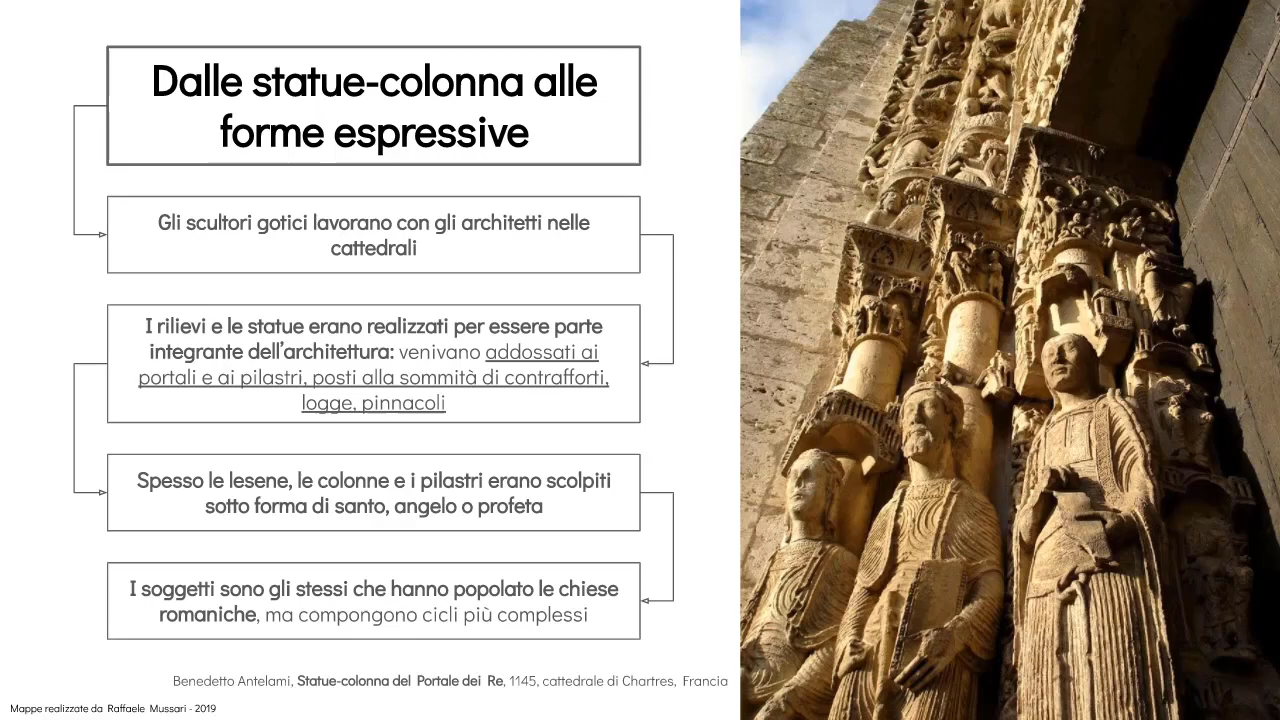 Dalle statue-colonna alle
forme espressive
Gli scultori gotici lavorano con gli architetti nelle
cattedrali
I rilievi e le statue erano realizzati per essere parte
integrante dell'architettura: venivano addossati ai
portali e ai pilastri, posti alla sommità di contrafforti,
logge, pinnacoli
Spesso le lesene, le colonne e i pilastri erano scolpiti
sotto forma di santo, angelo o profeta
I soggetti sono gli stessi che hanno popolato le chiese
romaniche, ma compongono cicli più complessi
Benedetto Antelami, Statue-colonna del Portale dei Re, 1145, cattedrale di Chartres, Francia
Mappe realizzate da Raffaele Mussari - 2019